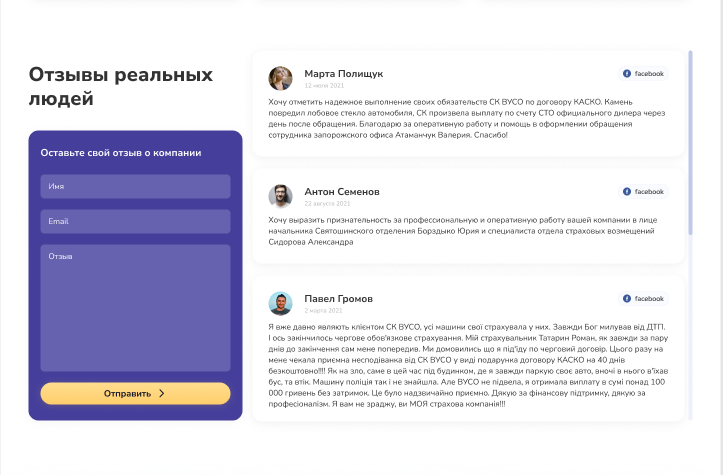 Отзывы реальных
людей
Оставьте свой отзыв о компании
Имя
Email
Отзыв
Отправить
Марта Полищук
facebook
12 июня 2021
Хочу отметить надежное выполнение своих обязательств СК ВУСО по договору КАСКО. Камень
повредил лобовое стекло автомобиля, СК произвела выплату по счету СТО официального дилера через
день после обращения. Благодарю за оперативную работу и помощь в оформлении обращения
сотрудника запорожского офиса Атаманчук Валерия. Спасибо!
Антон Семенов
facebook
22 августа 2021
Хочу выразить признательность за профессиональную и оперативную работу вашей компании в лице
начальника Святошинского отделения Борздыко Юрия и специалиста отдела страховых возмещений
Сидорова Александра
Павел Громов
facebook
2 марта 2021
Я вже давно являють клієнтом СК ВУСО, усі машини свої страхувала у них. Завжди Бог милував від ДТП.
І ось закінчилось чергове обов'язкове страхування. Мій страхувальник Татарин Роман, як завжди за пару
днів до закінчення сам мене попередив. Ми домовились що я під'їду по черговий договір. Цього разу на
мене чекала приємна несподіванка від СК ВУСО у виді подарунка договору КАСКО на 40 днів
безкоштовно!!!! Як на зло, саме в цей час під будинком, де я завжди паркую своє авто, вночі в нього в'їхав
бус, та втік. Машину поліція так і не знайшла. Але ВУСО не підвела, я отримала виплату в сумі понад 100
000 гривень без затримок. Це було надзвичайно приємно. Дякую за фінансову підтримку, дякую за
професіоналізм. Я вам не зраджу, ви МОЯ страхова компанія!!!